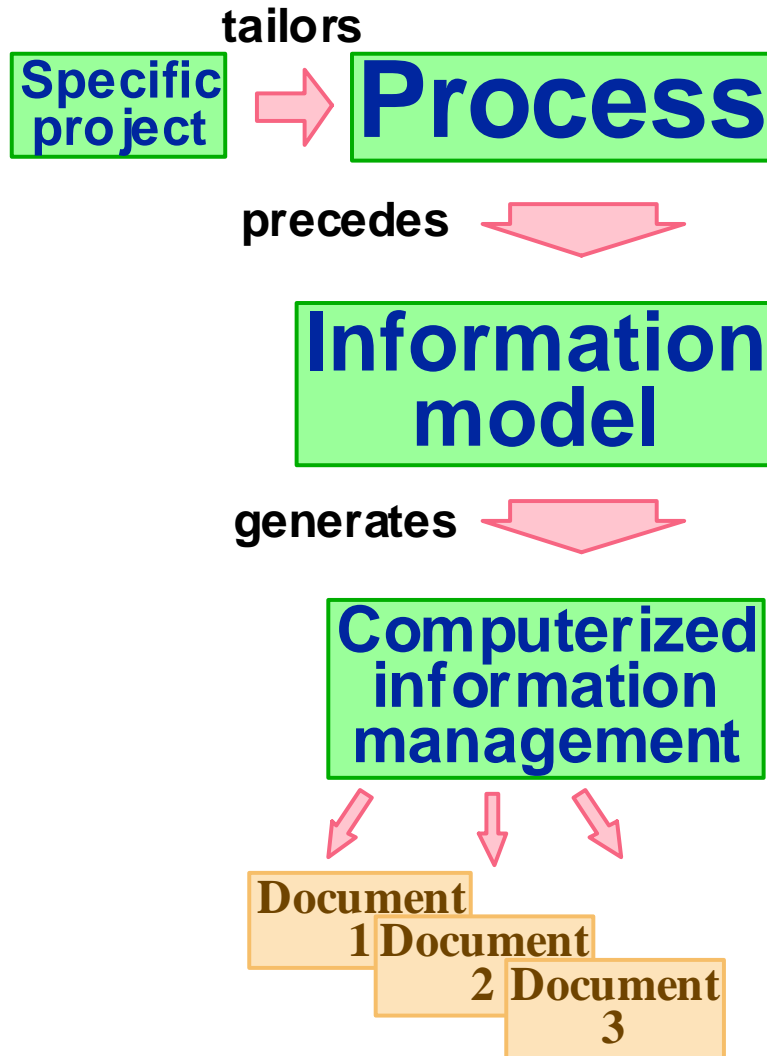 tailors
Specific
project
Process
precedes
Information
model
generates
Computerized
information
management
Document
1
Document
2
Document
3